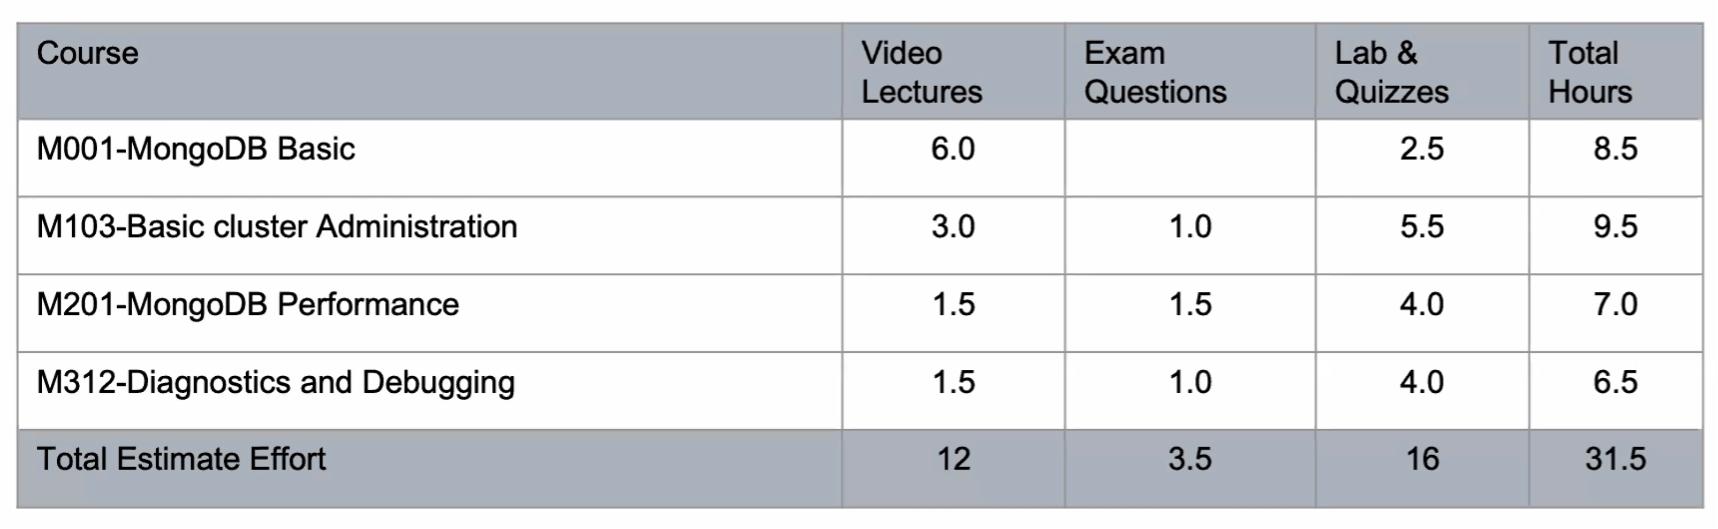 Course Video Lectures Exam Questions Lab & Quizzes Total Hours
M001-MongoDB Basic 6.0 2.5 8.5
M103-Basic cluster Administration 3.0 1.0 5.5 9.5
M201-MongoDB Performance 1.5 1.5 4.0 7.0
M312-Diagnostics and Debugging 1.5 1.0 4.0 6.5
Total Estimate Effort 12 3.5 16 31.5